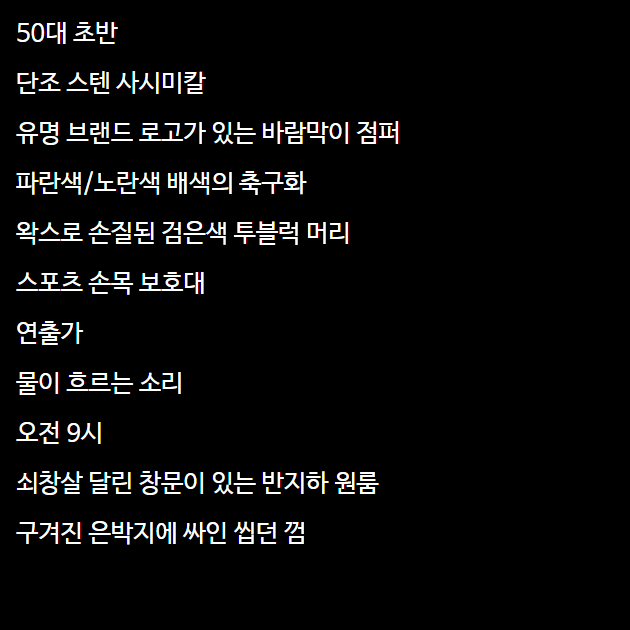 50대 초반
단조 스텐 사시미칼
유명 브랜드 로고가 있는 바람막이 점퍼
파란색/노란색 배색의 축구화
왁스로 손질된 검은색 투블럭 머리
스포츠 손목 보호대
연출가
물이 흐르는 소리
오전 9시
쇠창살 달린 창문이 있는 반지하 원룸
구겨진 은박지에 싸인 씹던 껌